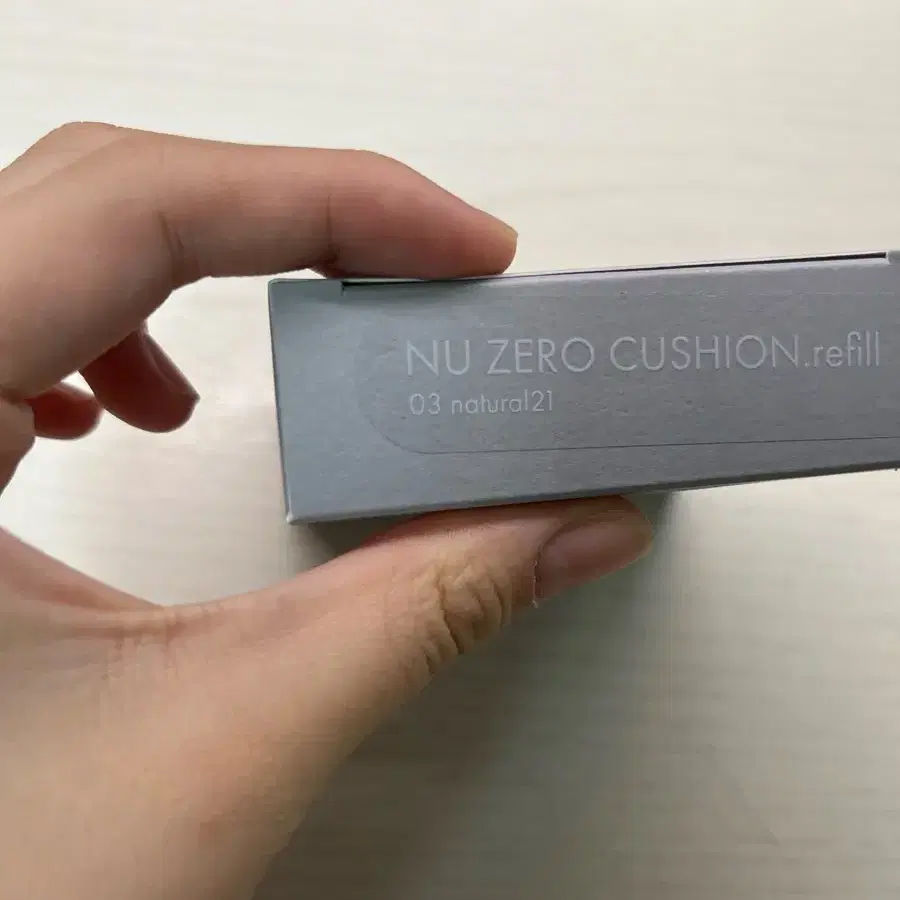 NU ZERO CUSHION.refill
03 natural21